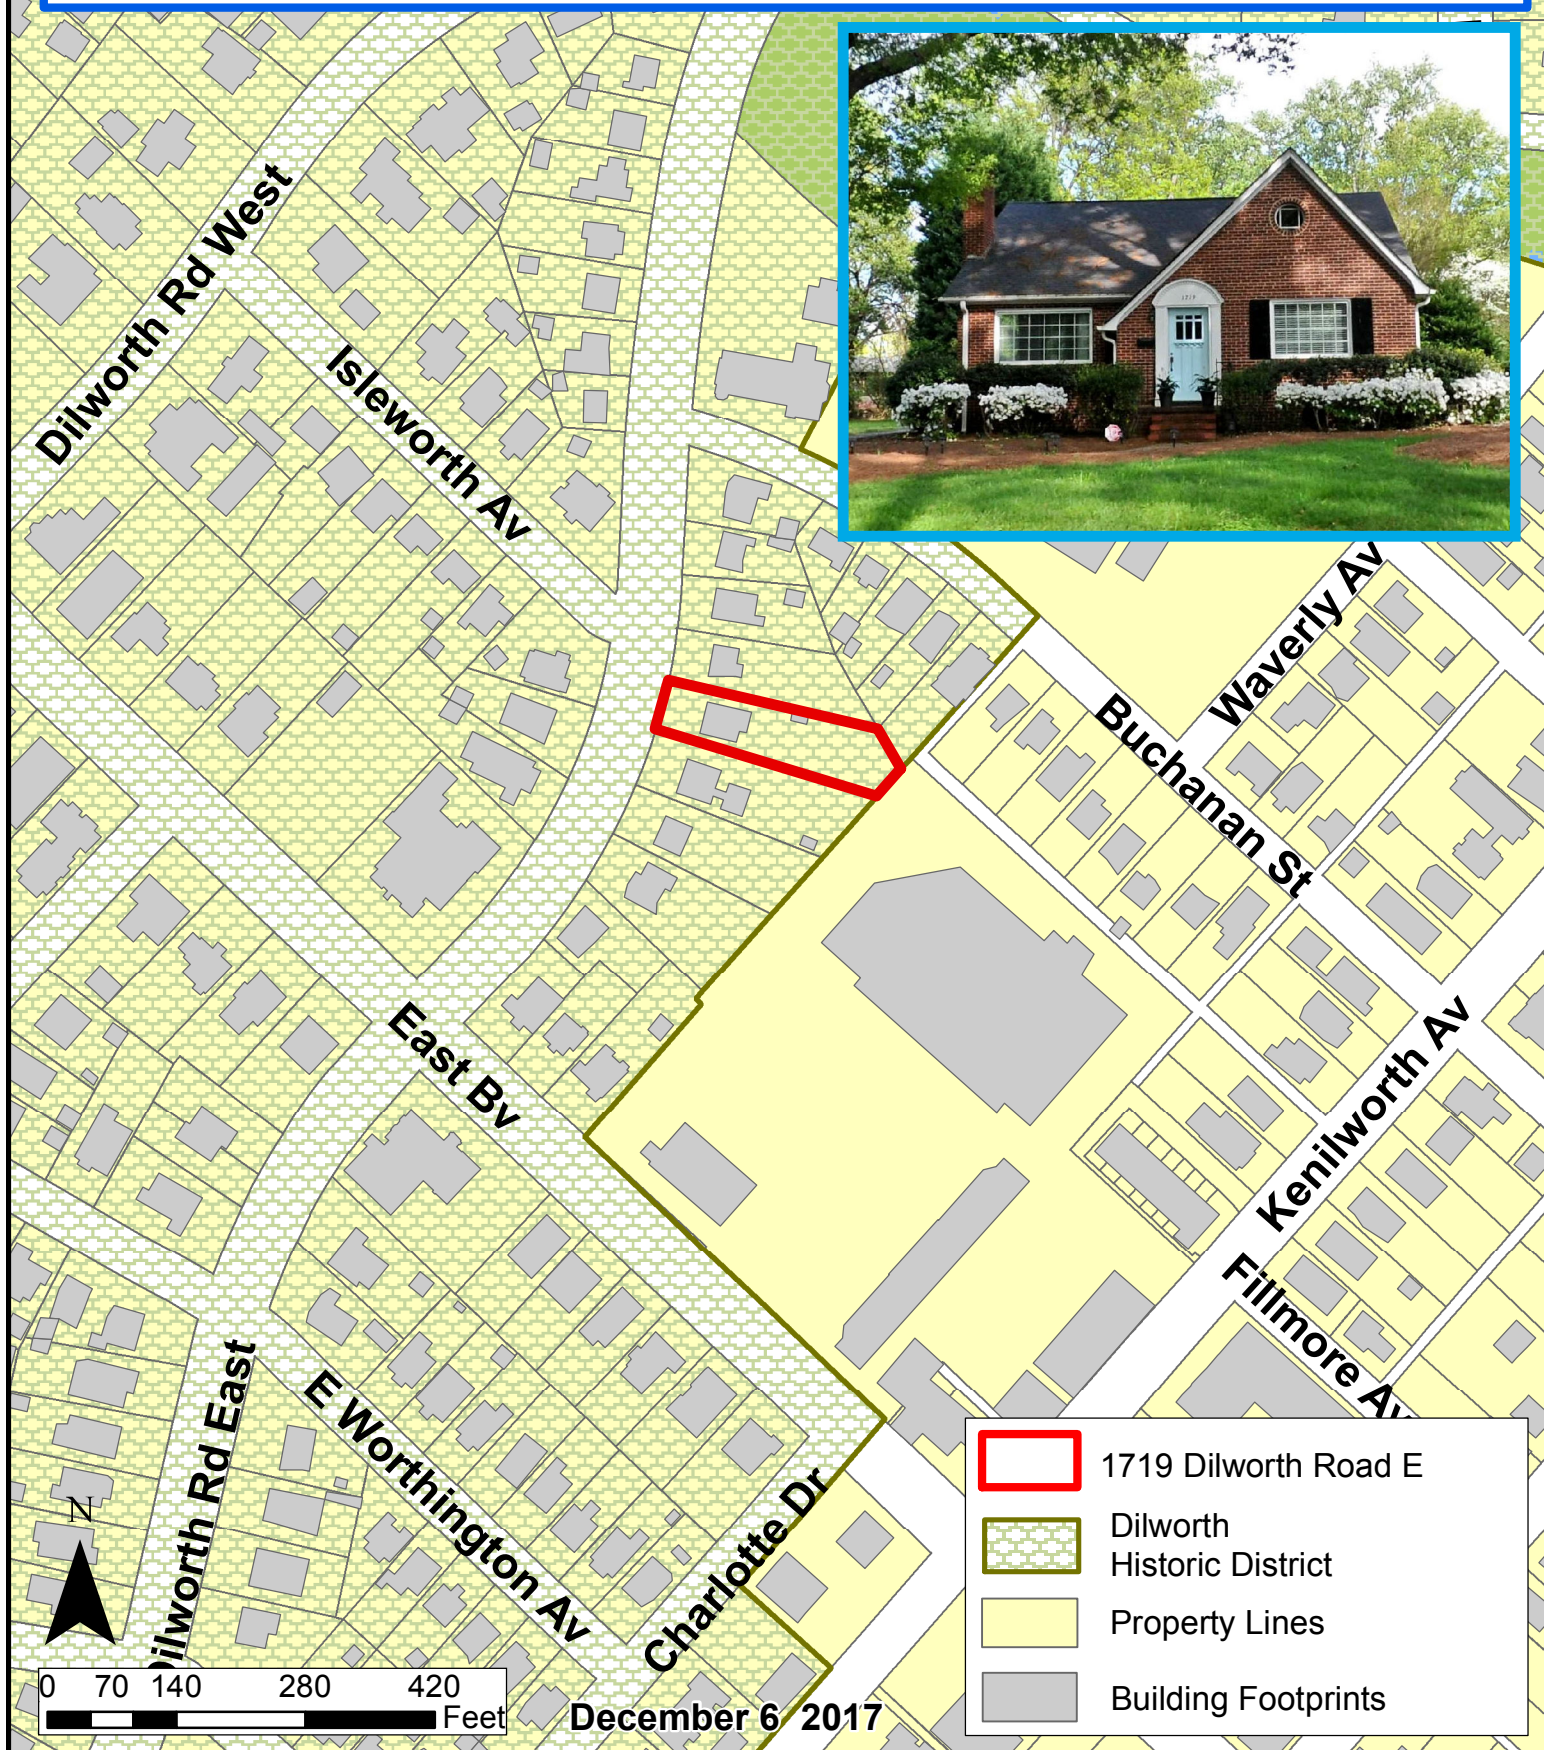 Dilworth Rd West
Isleworth Av
1719
Waverly Av
Buchanan St
East Bv
Kenilworth Av
Fillmore Av
Dilworth Rd East
E Worthington Av
Charlotte Dr
N
0 70 140 280 420
Feet
December 6 2017
1719 Dilworth Road E
Dilworth
Historic District
Property Lines
Building Footprints